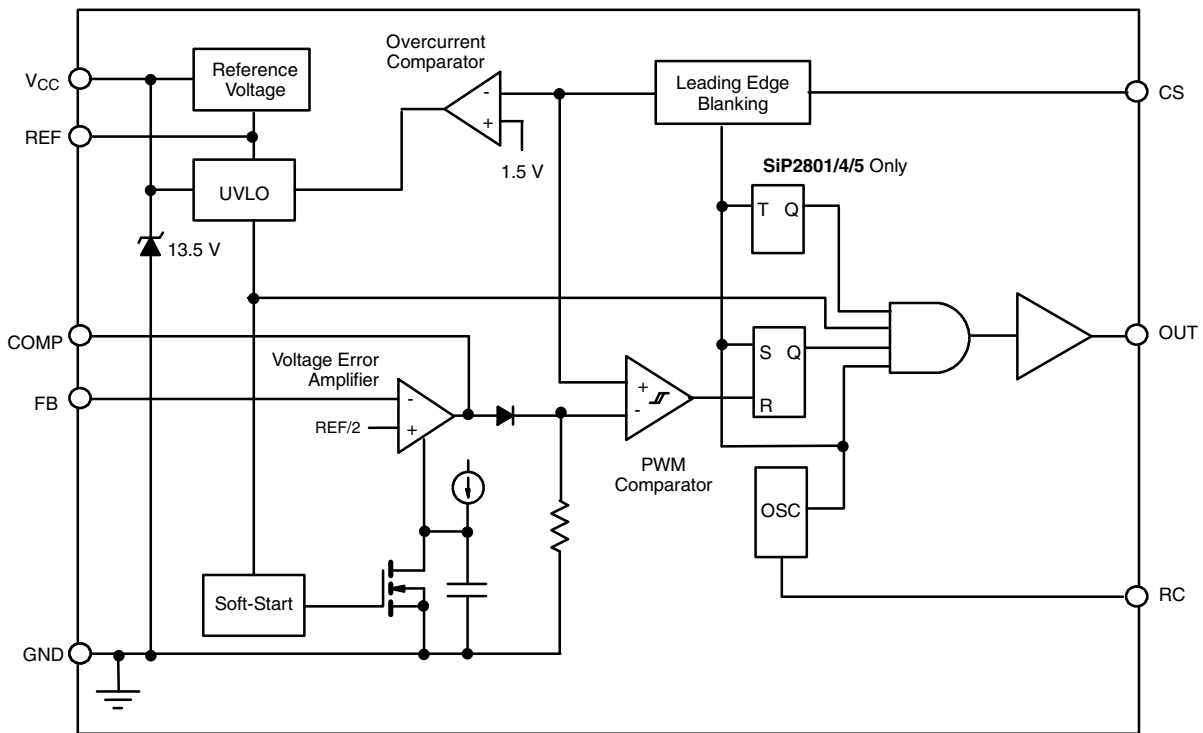 Overcurrent
Comparator
VCC
Reference
Voltage
-
+
1.5 V
Leading Edge
Blanking
CS
REF
UVLO
SiP2801/4/5 Only
T Q
13.5 V
COMP
Voltage Error
Amplifier
FB
-
+
REF/2
+
-
PWM
Comparator
S Q
R
OUT
OSC
Soft-Start
RC
GND